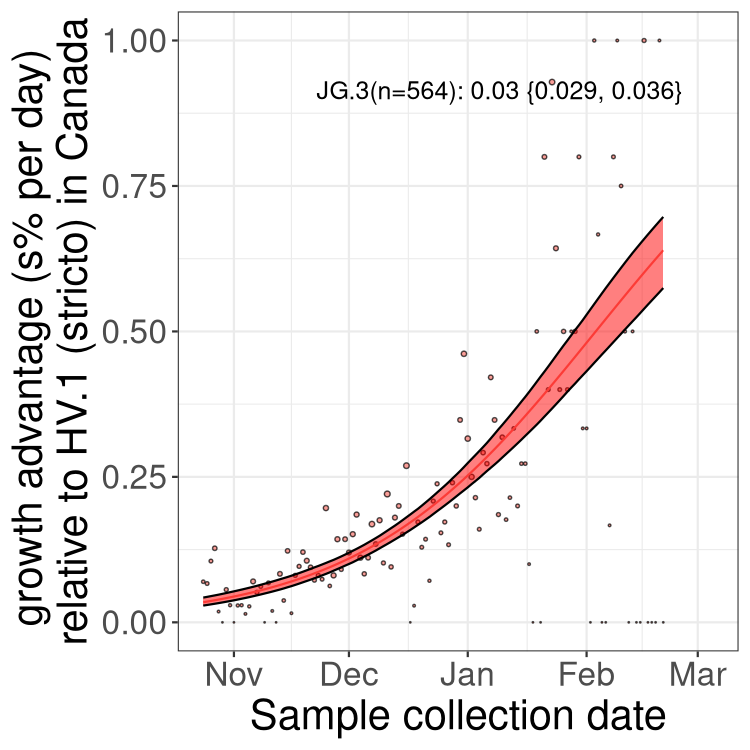 growth advantage (s% per day)
relative to HV.1 (stricto) in Canada
1.00
0.75
0.50
0.25
0.00
JG.3(n=564): 0.03 {0.029, 0.036}
Nov Dec Jan Feb Mar
Sample collection date